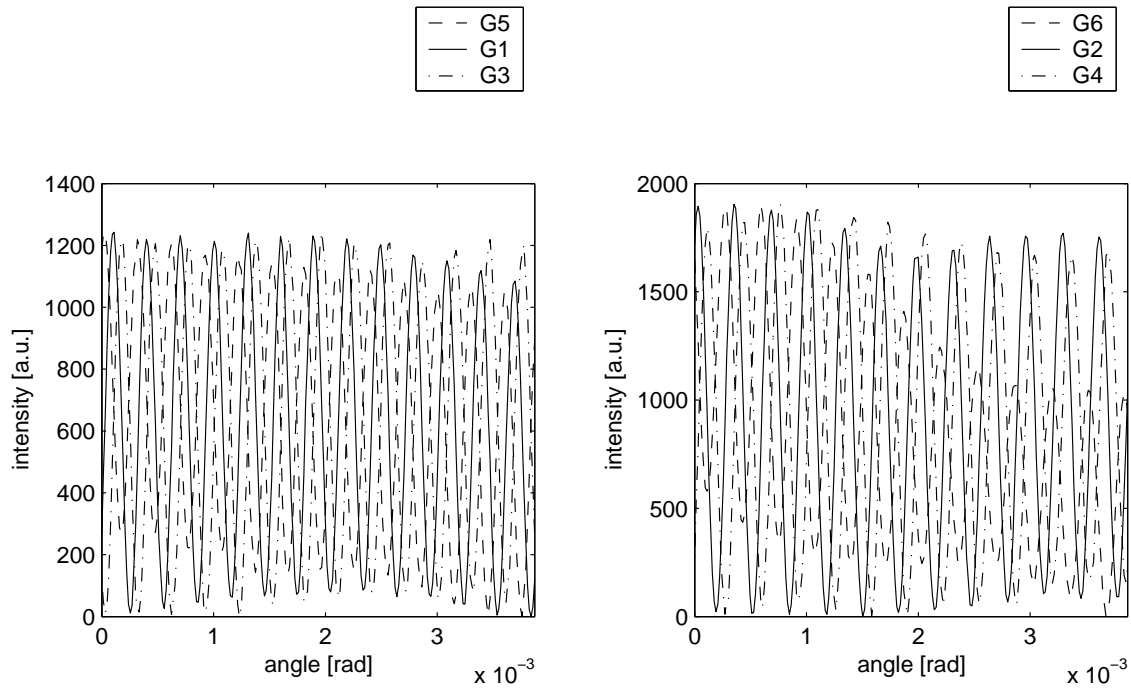 G5
G1
G3
1400
1200
1000
800
600
400
200
0
intensity [a.u.]
0 1 2 3
angle [rad]
x 10⁻³
G6
G2
G4
2000
1500
1000
500
0
intensity [a.u.]
0 1 2 3
angle [rad]
x 10⁻³